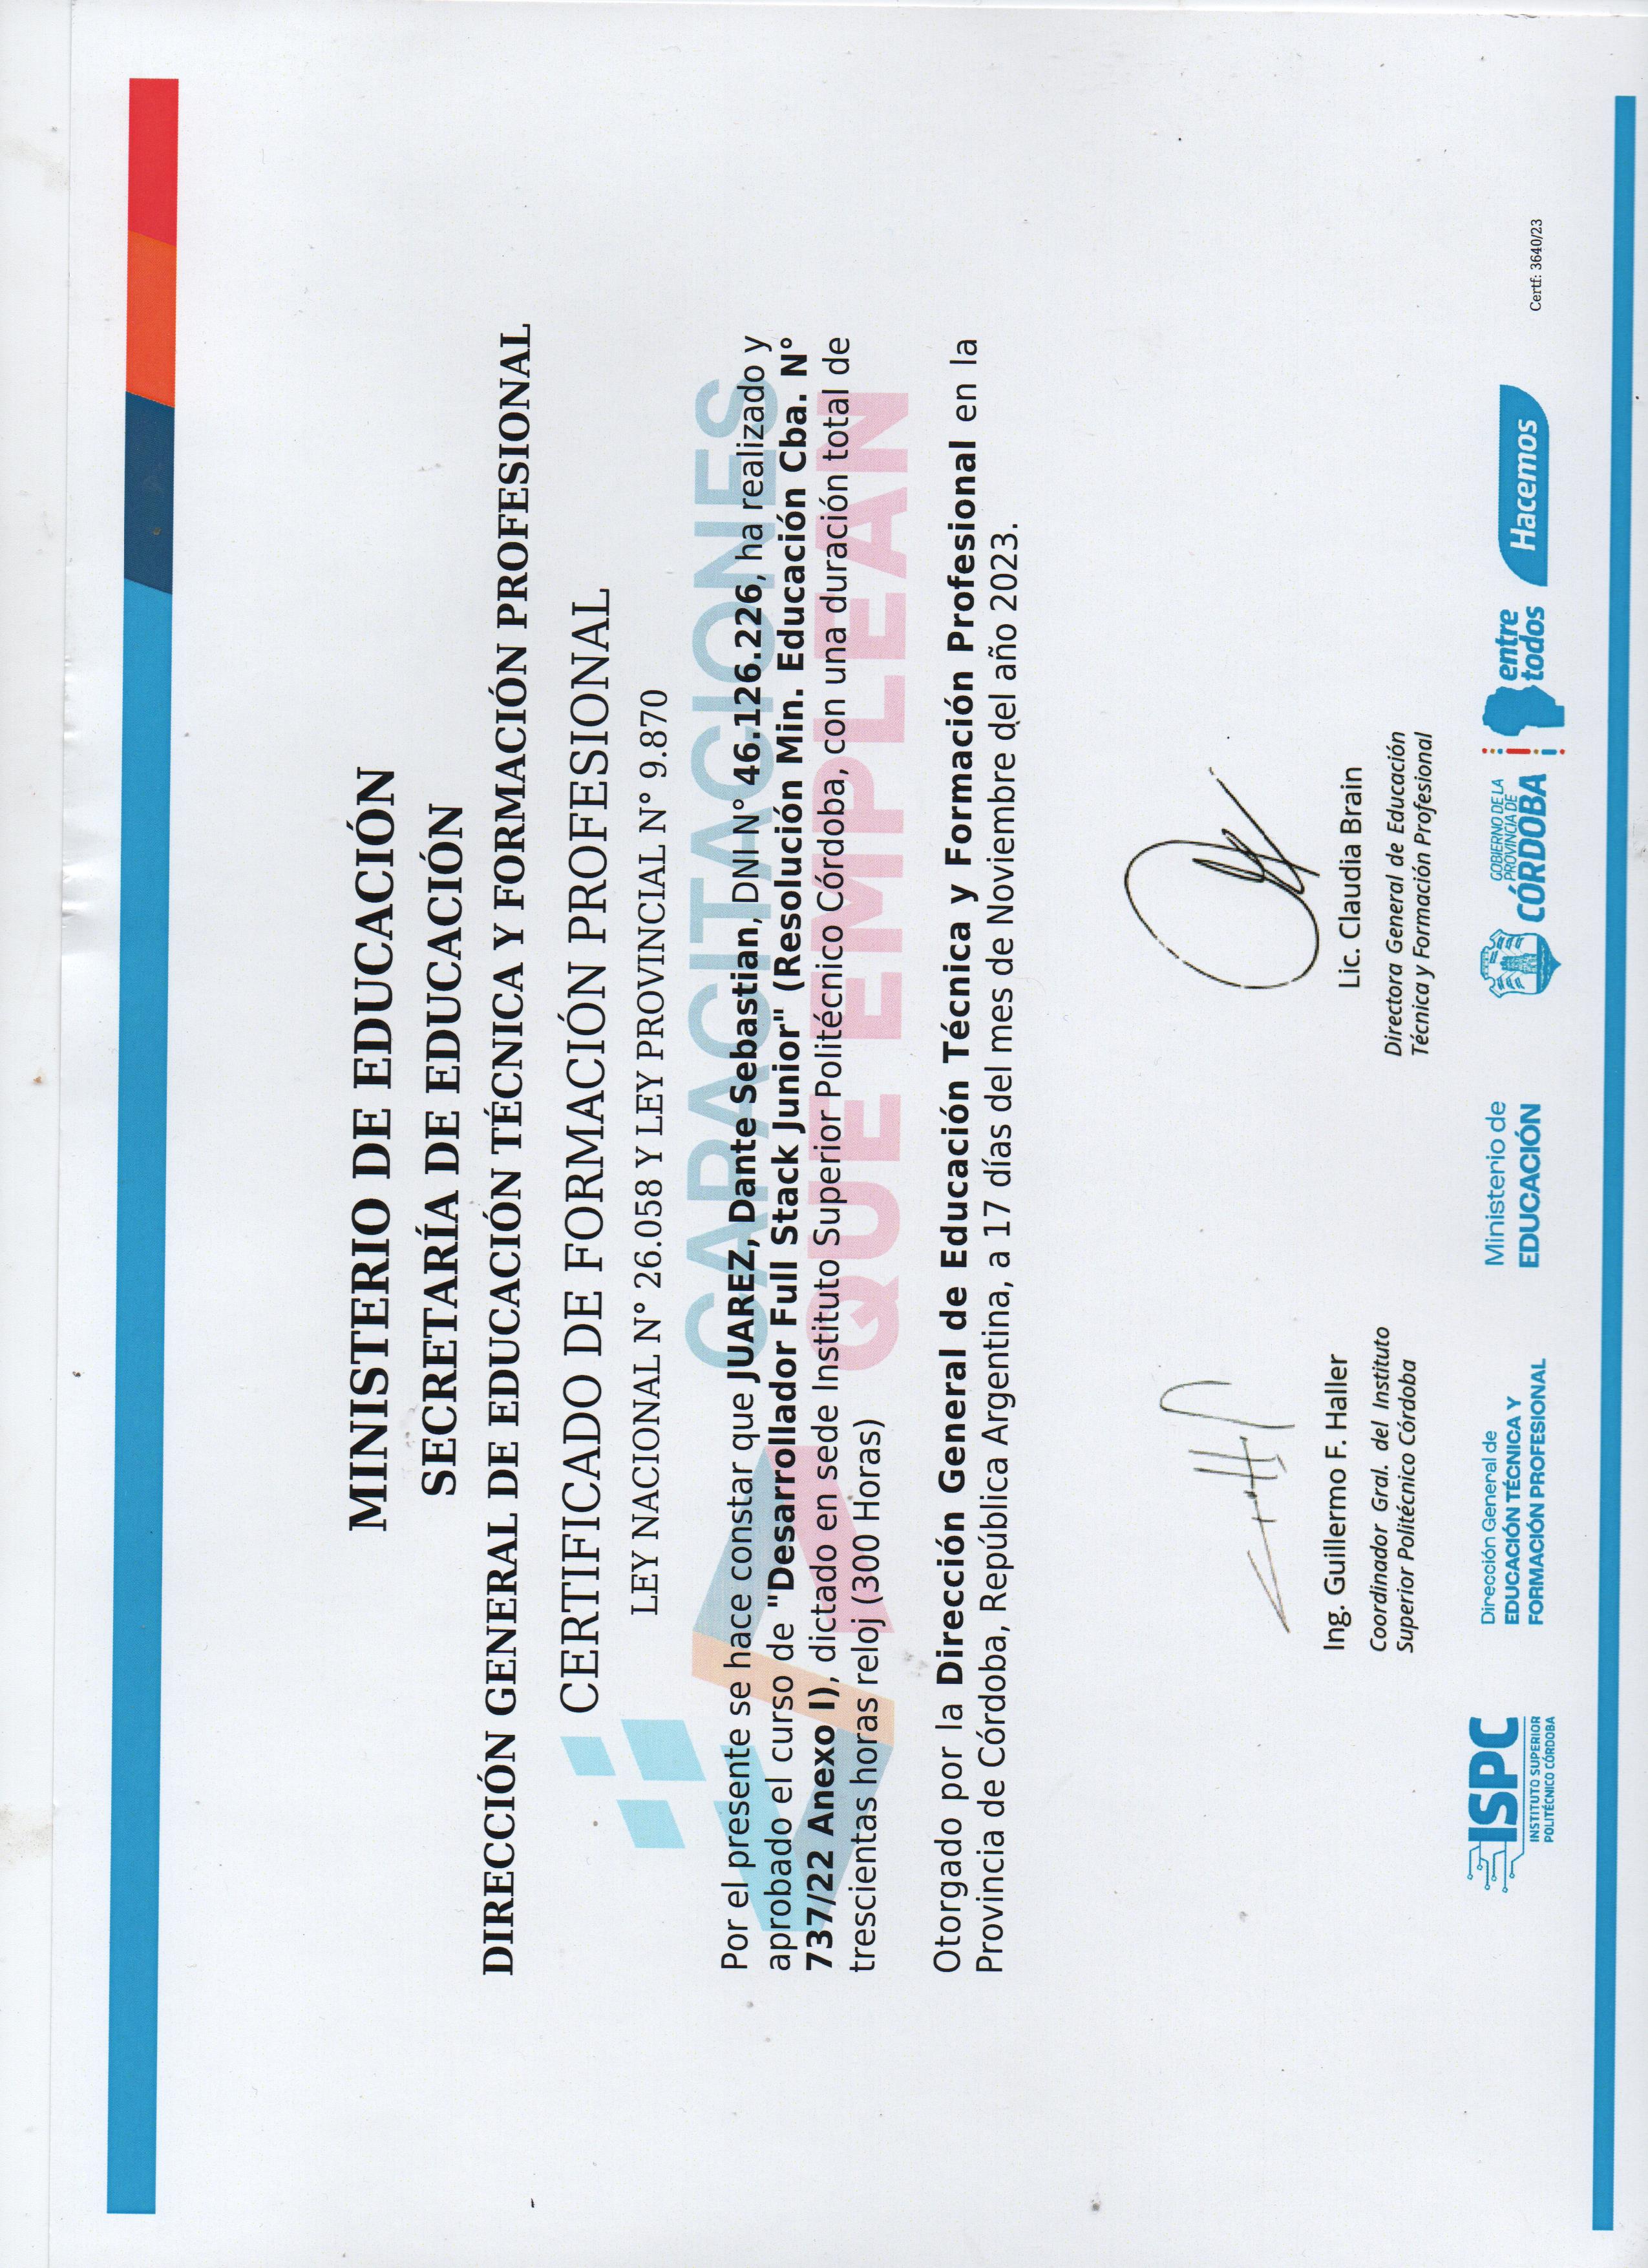 MINISTERIO DE EDUCACIÓN
SECRETARÍA DE EDUCACIÓN
DIRECCIÓN GENERAL DE EDUCACIÓN TÉCNICA Y FORMACIÓN PROFESIONAL
CERTIFICADO DE FORMACIÓN PROFESIONAL
LEY NACIONAL N° 26.058 Y LEY PROVINCIAL N° 9.870
CAPACITACIONES
QUE EMPLEAN
Por el presente se hace constar que JUAREZ, Dante Sebastian, DNI N° 46.126.226, ha realizado y
aprobado el curso de "Desarrollador Full Stack Junior" (Resolución Min. Educación Cba. N°
737/22 Anexo I), dictado en sede Instituto Superior Politécnico Córdoba, con una duración total de
trescientas horas reloj (300 Horas)
Otorgado por la Dirección General de Educación Técnica y Formación Profesional en la
Provincia de Córdoba, República Argentina, a 17 días del mes de Noviembre del año 2023.
Ing. Guillermo F. Haller
Coordinador Gral. del Instituto
Superior Politécnico Córdoba
Lic. Claudia Brain
Directora General de Educación
Técnica y Formación Profesional
ISPC
INSTITUTO SUPERIOR
POLITÉCNICO CÓRDOBA
Dirección General de
EDUCACIÓN TÉCNICA Y
FORMACIÓN PROFESIONAL
Ministerio de
EDUCACIÓN
GOBIERNO DE LA
PROVINCIA DE
CÓRDOBA
entre
todos
Hacemos
Certf: 3640/23